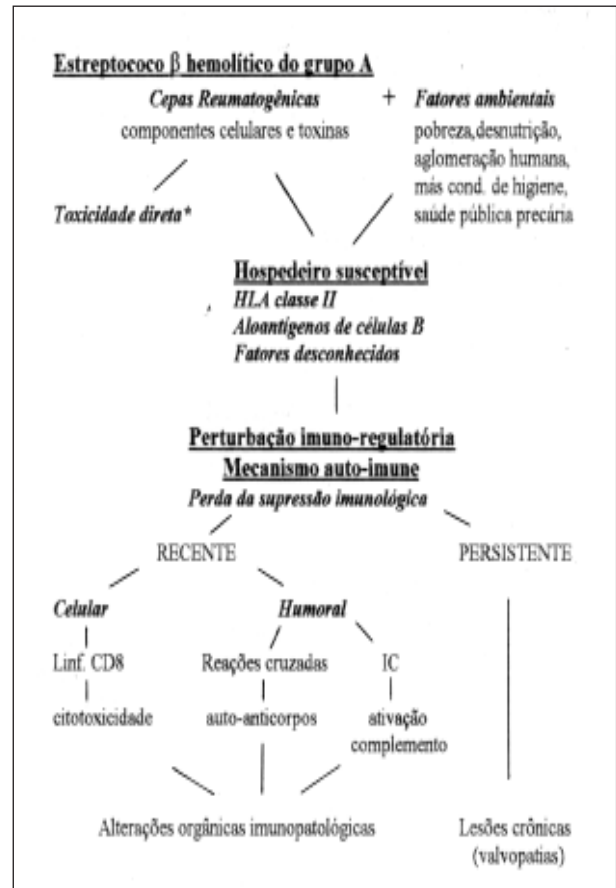 Estreptococo β hemolítico do grupo A
Cepas Reumatogênicas + Fatores ambientais
componentes celulares e toxinas
pobreza,desnutrição,
aglomeração humana,
más cond. de higiene,
saúde pública precária
Toxicidade direta*
Hospedeiro susceptível
HLA classe II
Aloantígenos de células B
Fatores desconhecidos
Perturbação imuno-regulatória
Mecanismo auto-imune
Perda da supressão imunológica
RECENTE
PERSISTENTE
Celular
Humoral
Linf. CD8
Reações cruzadas
IC
citotoxicidade
auto-anticorpos
ativação
complemento
Alterações orgânicas imunopatológicas
Lesões crônicas
(valvopatias)